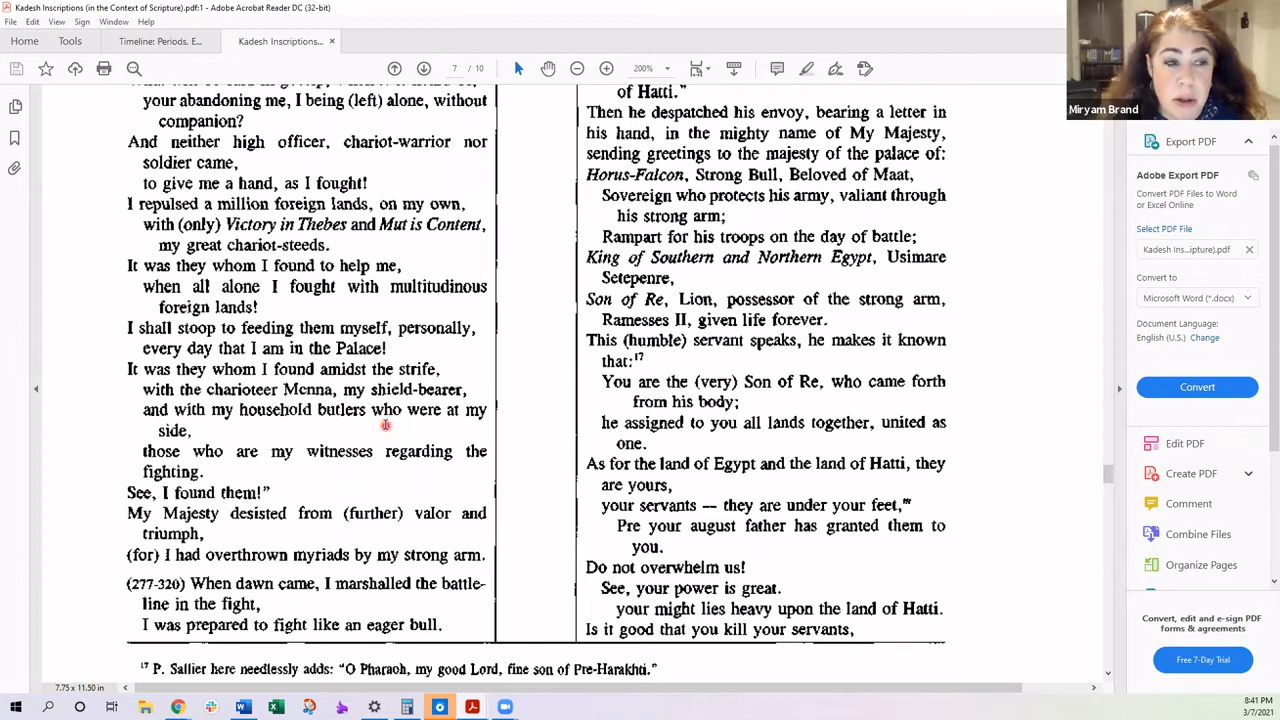 Kadesh Inscriptions (in the Context of Scripture).pdf:1 - Adobe Acrobat Reader DC (32-bit)
File Edit View Sign Window Help
Home Tools Timeline: Periods, E... Kadesh Inscriptions... ×
7 / 10 200%
your abandoning me, I being (left) alone, without
companion?
And neither high officer, chariot-warrior nor
soldier came,
to give me a hand, as I fought!
I repulsed a million foreign lands, on my own,
with (only) Victory in Thebes and Mut is Content,
my great chariot-steeds.
It was they whom I found to help me,
when all alone I fought with multitudinous
foreign lands!
I shall stoop to feeding them myself, personally,
every day that I am in the Palace!
It was they whom I found amidst the strife,
with the charioteer Menna, my shield-bearer,
and with my household butlers who were at my
side,
those who are my witnesses regarding the
fighting.
See, I found them!"
My Majesty desisted from (further) valor and
triumph,
(for) I had overthrown myriads by my strong arm.
(277-320) When dawn came, I marshalled the battle-
line in the fight,
I was prepared to fight like an eager bull.
of Hatti."
Then he despatched his envoy, bearing a letter in
his hand, in the mighty name of My Majesty,
sending greetings to the majesty of the palace of:
Horus-Falcon, Strong Bull, Beloved of Maat,
Sovereign who protects his army, valiant through
his strong arm;
Rampart for his troops on the day of battle;
King of Southern and Northern Egypt, Usimare
Setepenre,
Son of Re, Lion, possessor of the strong arm,
Ramesses II, given life forever.
This (humble) servant speaks, he makes it known
that:17
You are the (very) Son of Re, who came forth
from his body;
he assigned to you all lands together, united as
one.
As for the land of Egypt and the land of Hatti, they
are yours,
your servants — they are under your feet,m
Pre your august father has granted them to
you.
Do not overwhelm us!
See, your power is great.
your might lies heavy upon the land of Hatti.
Is it good that you kill your servants,
17 P. Sallier here needlessly adds: "O Pharaoh, my good Lord, fine son of Pre-Harakhti."
7.75 x 11.50 in
Miryam Brand
Export PDF
Adobe Export PDF
Convert PDF Files to Word
or Excel Online
Select PDF File
Kadesh Ins...ipture).pdf ×
Convert to
Microsoft Word (*.docx)
Document Language:
English (U.S.) Change
Convert
Edit PDF
Create PDF
Comment
Combine Files
Organize Pages
Convert, edit and e-sign PDF
forms & agreements
Free 7-Day Trial
8:41 PM
3/7/2021